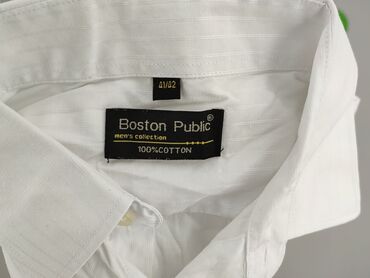 41/42
Boston Public®
men's collection
100%COTTON